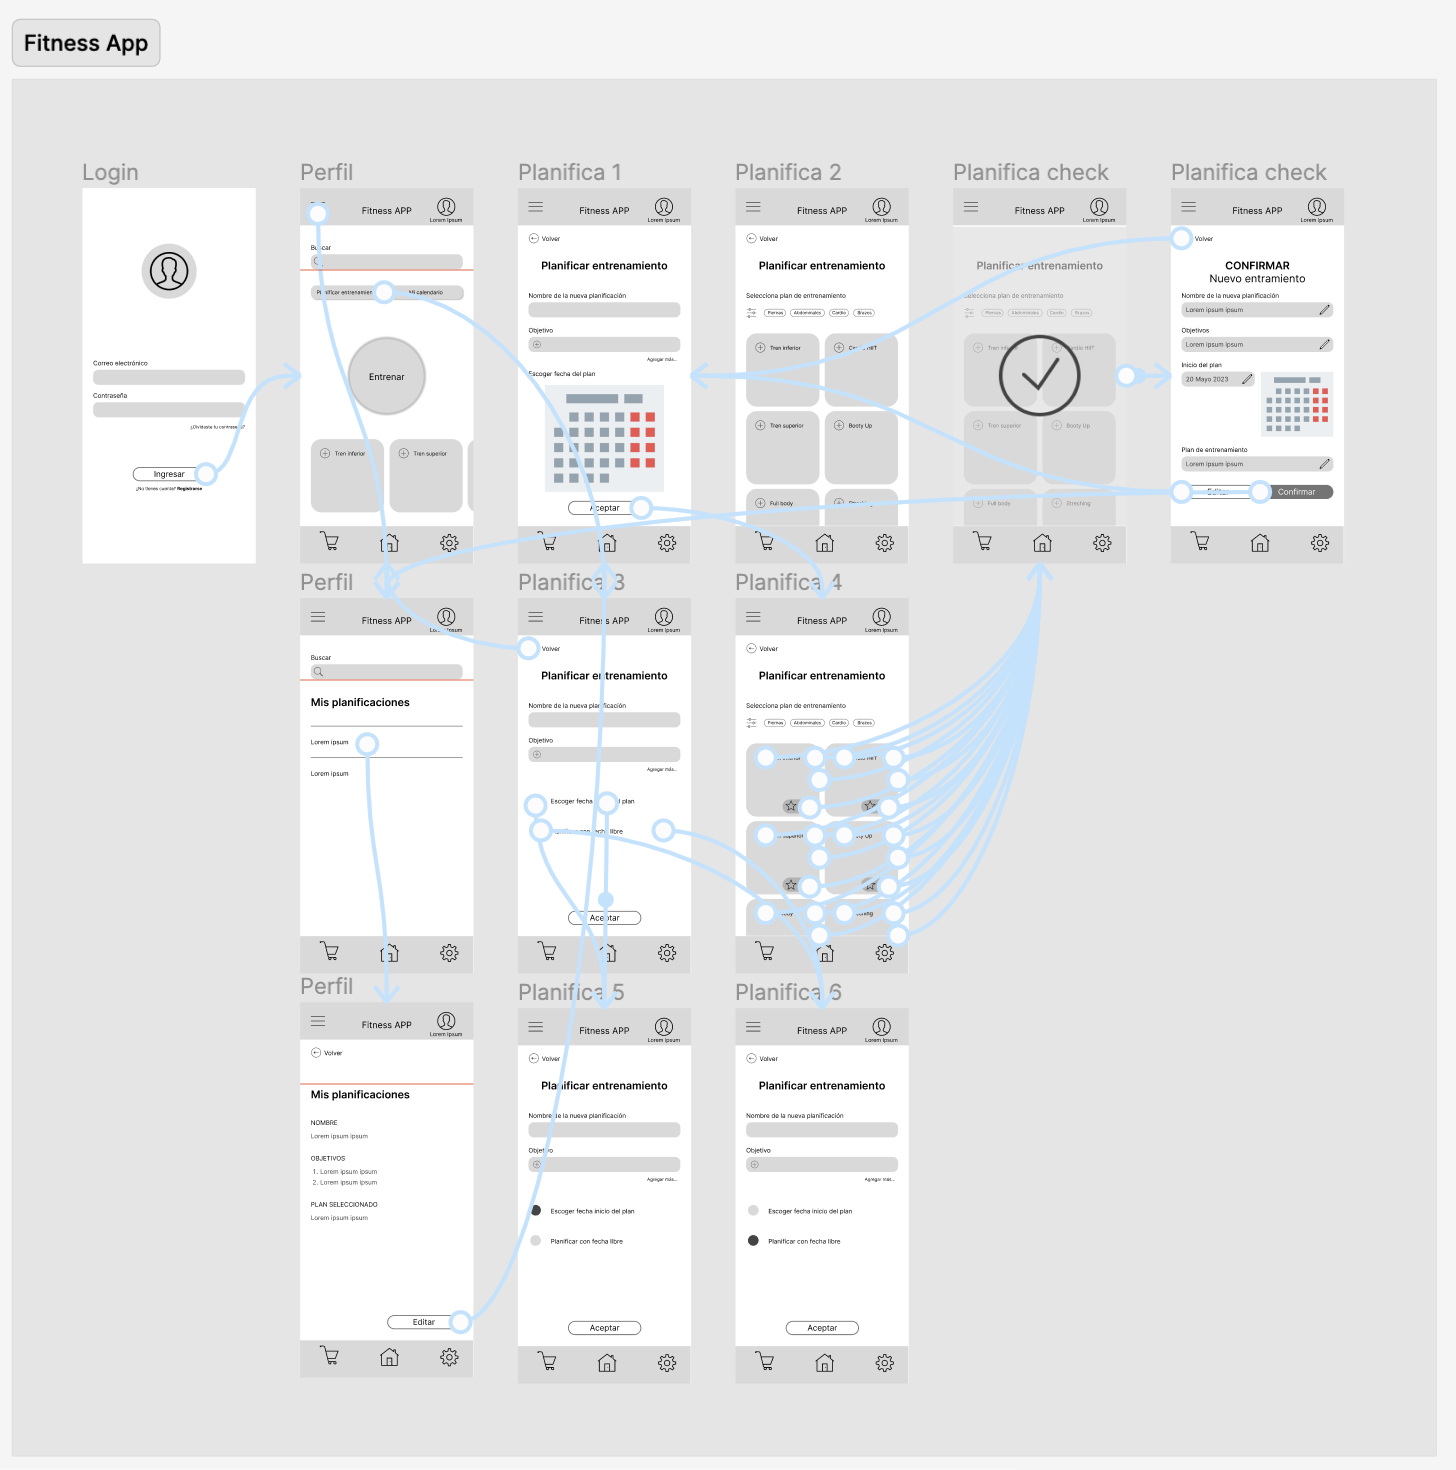 Fitness App
Login
Correo electrónico
Contraseña
¿Olvidaste tu contraseña?
Ingresar
¿No tienes cuenta? Registrarse
Perfil
Fitness APP
Lorem Ipsum
Buscar
Planificar entrenamien
Mi calendario
Entrenar
Tren inferior
Tren superior
Planifica 1
Fitness APP
Lorem Ipsum
Volver
Planificar entrenamiento
Nombre de la nueva planificación
Objetivo
Agregar más...
Escoger fecha del plan
Aceptar
Planifica 2
Fitness APP
Lorem Ipsum
Volver
Planificar entrenamiento
Selecciona plan de entrenamiento
Piernas
Abdominales
Cardio
Brazos
Tren inferior
Cardio HIIT
Tren superior
Booty Up
Full body
Streching
Planifica check
Fitness APP
Lorem Ipsum
Planificar entrenamiento
Selecciona plan de entrenamiento
Piernas
Abdominales
Cardio
Brazos
Tren inferior
Cardio HIIT
Tren superior
Booty Up
Full body
Streching
Planifica check
Fitness APP
Lorem Ipsum
Volver
CONFIRMAR
Nuevo entramiento
Nombre de la nueva planificación
Lorem ipsum ipsum
Objetivos
Lorem ipsum ipsum
Inicio del plan
20 Mayo 2023
Plan de entrenamiento
Lorem ipsum ipsum
Editar
Confirmar
Perfil
Fitness APP
Lorem Ipsum
Buscar
Mis planificaciones
Lorem ipsum
Lorem ipsum
Planifica 3
Fitness APP
Lorem Ipsum
Volver
Planificar entrenamiento
Nombre de la nueva planificación
Objetivo
Agregar más...
Escoger fecha
del plan
Planificar con fecha libre
Aceptar
Planifica 4
Fitness APP
Lorem Ipsum
Volver
Planificar entrenamiento
Selecciona plan de entrenamiento
Piernas
Abdominales
Cardio
Brazos
HIIT
superior
Up
Perfil
Fitness APP
Lorem Ipsum
Volver
Mis planificaciones
NOMBRE
Lorem ipsum ipsum
OBJETIVOS
1. Lorem ipsum ipsum
2. Lorem ipsum ipsum
PLAN SELECCIONADO
Lorem ipsum ipsum
Editar
Planifica 5
Fitness APP
Lorem Ipsum
Volver
Planificar entrenamiento
Nombre de la nueva planificación
Objetivo
Agregar más...
Escoger fecha inicio del plan
Planificar con fecha libre
Aceptar
Planifica 6
Fitness APP
Lorem Ipsum
Volver
Planificar entrenamiento
Nombre de la nueva planificación
Objetivo
Agregar más...
Escoger fecha inicio del plan
Planificar con fecha libre
Aceptar